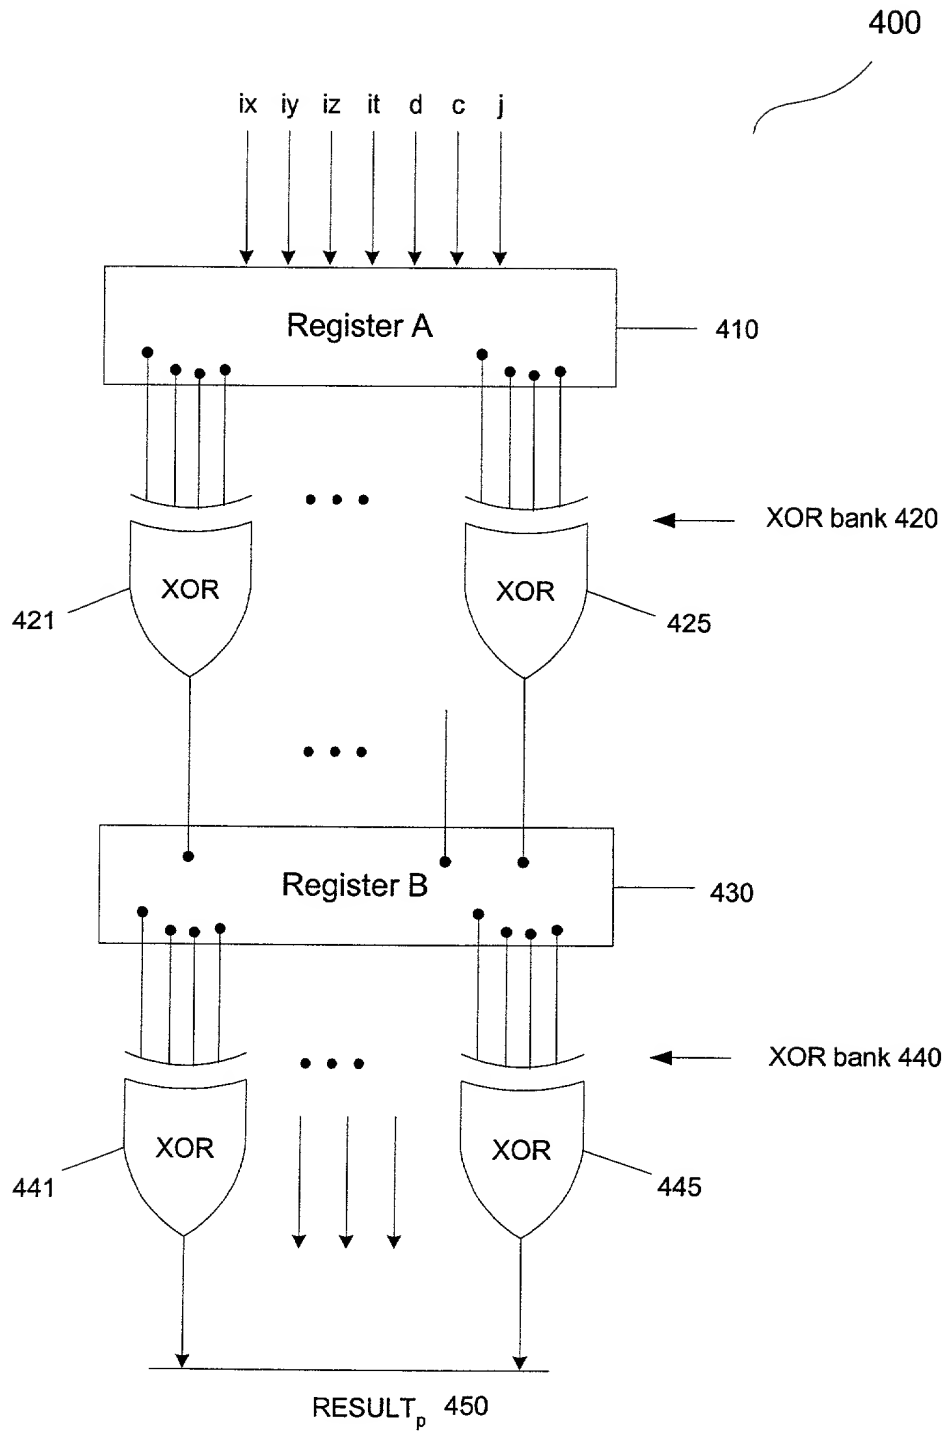 400
ix iy iz it d c j
Register A
410
XOR bank 420
XOR
XOR
421
425
Register B
430
XOR bank 440
XOR
XOR
441
445
RESULTp 450